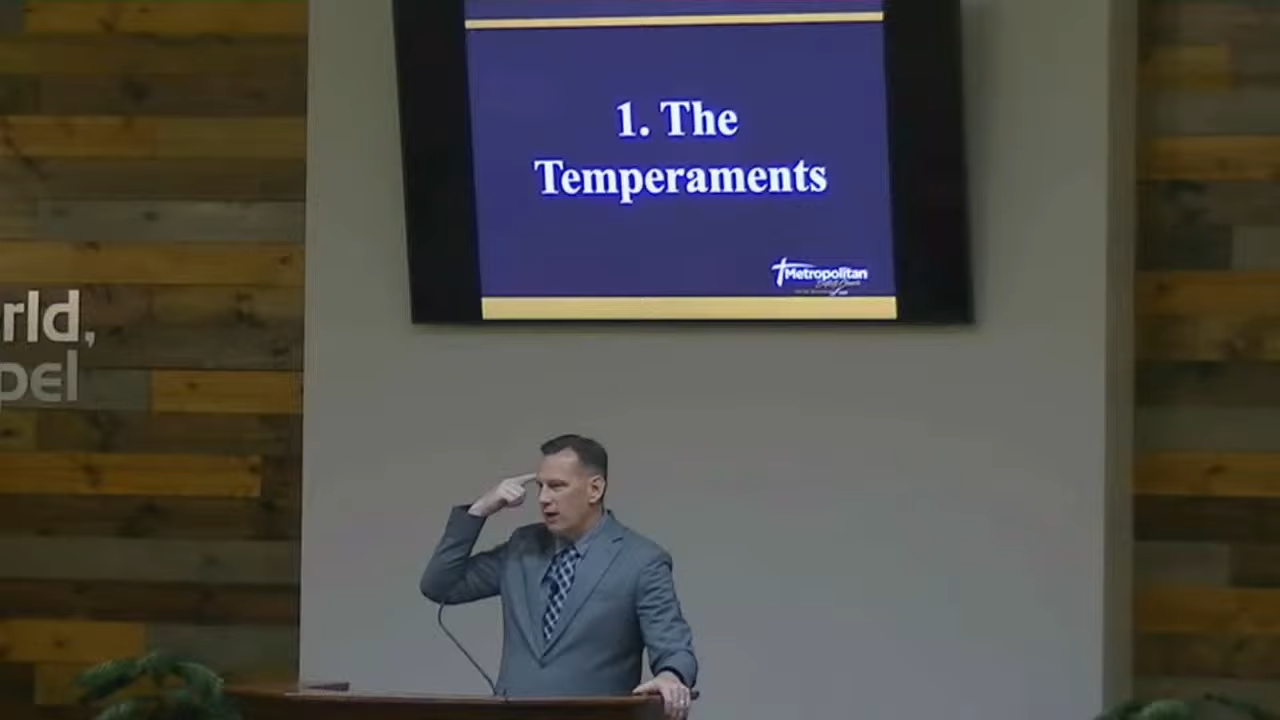 1. The
Temperaments
Metropolitan
rld,
pel